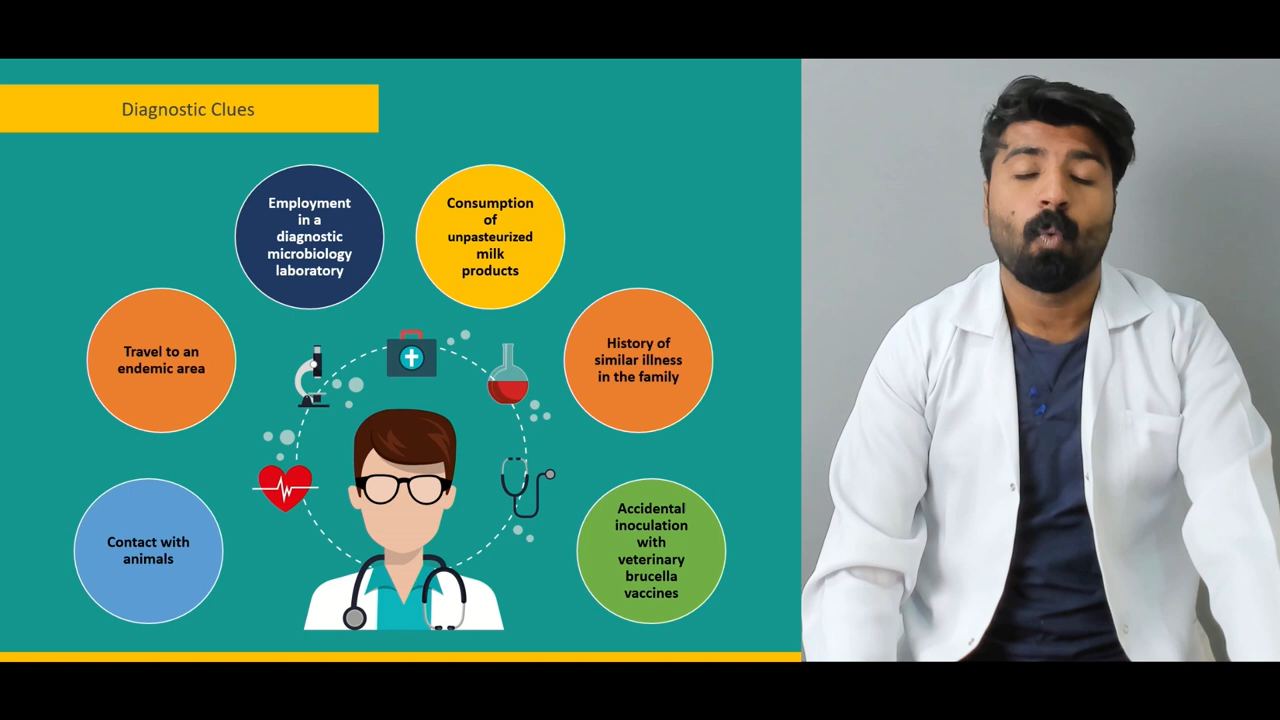 Diagnostic Clues
Employment
in a
diagnostic
microbiology
laboratory
Consumption
of
unpasteurized
milk
products
Travel to an
endemic area
History of
similar illness
in the family
Contact with
animals
Accidental
inoculation
with
veterinary
brucella
vaccines